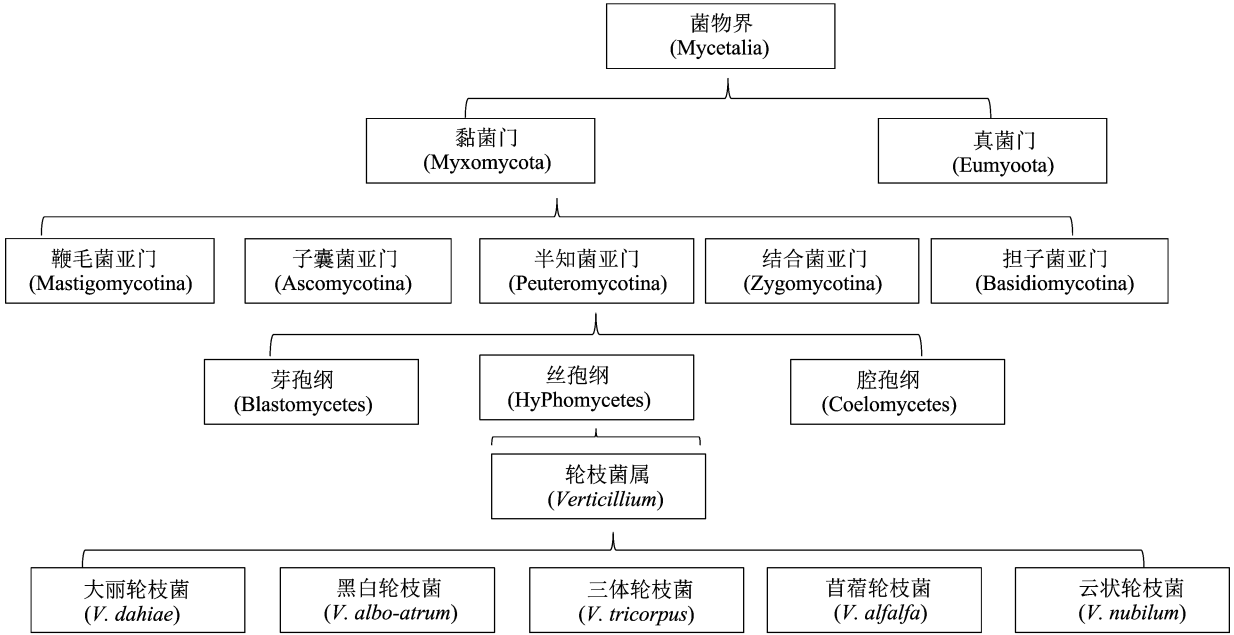 菌物界
(Mycetalia)
黏菌门
(Myxomycota)
真菌门
(Eumyoota)
鞭毛菌亚门
(Mastigomycotina)
子囊菌亚门
(Ascomycotina)
半知菌亚门
(Peuteromycotina)
结合菌亚门
(Zygomycotina)
担子菌亚门
(Basidiomycotina)
芽孢纲
(Blastomycetes)
丝孢纲
(HyPhomycetes)
腔孢纲
(Coelomycetes)
轮枝菌属
(Verticillium)
大丽轮枝菌
(V. dahiae)
黑白轮枝菌
(V. albo-atrum)
三体轮枝菌
(V. tricorpus)
苜蓿轮枝菌
(V. alfalfa)
云状轮枝菌
(V. nubilum)